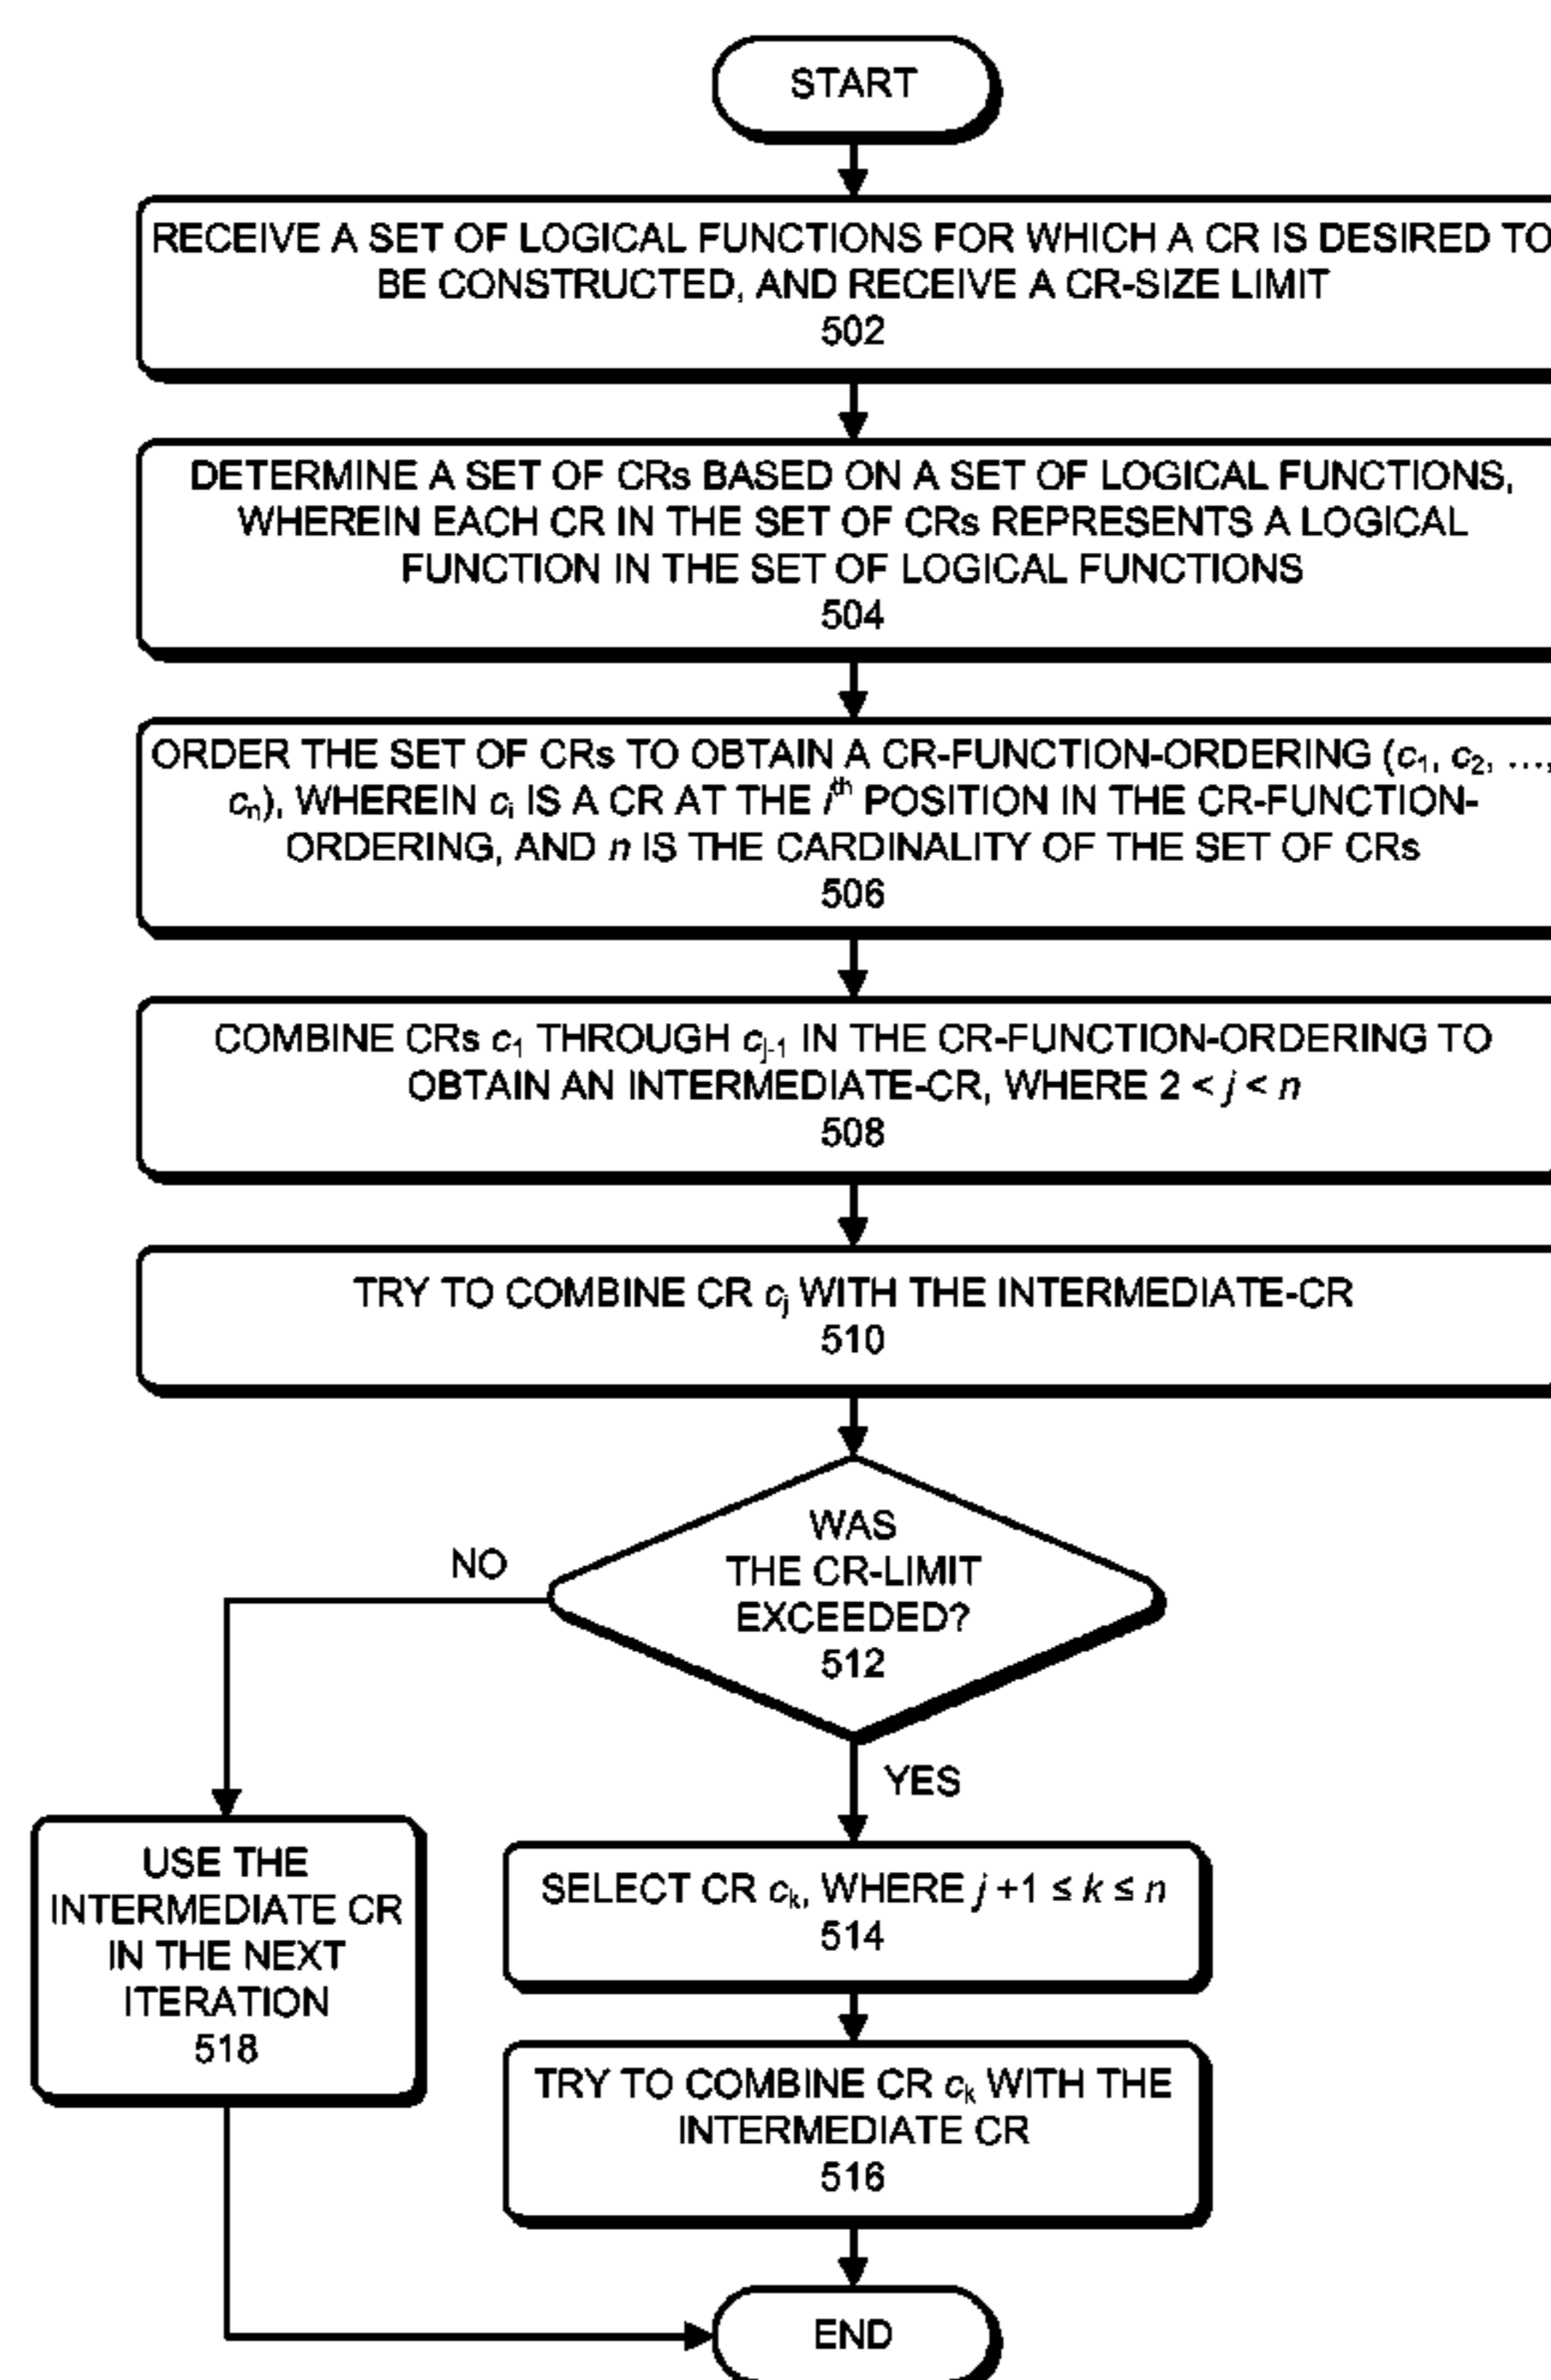 START
RECEIVE A SET OF LOGICAL FUNCTIONS FOR WHICH A CR IS DESIRED TO
BE CONSTRUCTED, AND RECEIVE A CR-SIZE LIMIT
502
DETERMINE A SET OF CRs BASED ON A SET OF LOGICAL FUNCTIONS,
WHEREIN EACH CR IN THE SET OF CRs REPRESENTS A LOGICAL
FUNCTION IN THE SET OF LOGICAL FUNCTIONS
504
ORDER THE SET OF CRs TO OBTAIN A CR-FUNCTION-ORDERING (c₁, c₂, ...,
cₙ), WHEREIN cᵢ IS A CR AT THE iᵗʰ POSITION IN THE CR-FUNCTION-
ORDERING, AND n IS THE CARDINALITY OF THE SET OF CRs
506
COMBINE CRs c₁ THROUGH cⱼ₋₁ IN THE CR-FUNCTION-ORDERING TO
OBTAIN AN INTERMEDIATE-CR, WHERE 2 < j < n
508
TRY TO COMBINE CR cⱼ WITH THE INTERMEDIATE-CR
510
WAS
THE CR-LIMIT
EXCEEDED?
512
NO
YES
USE THE
INTERMEDIATE CR
IN THE NEXT
ITERATION
518
SELECT CR cₖ, WHERE j +1 ≤ k ≤ n
514
TRY TO COMBINE CR cₖ WITH THE
INTERMEDIATE CR
516
END